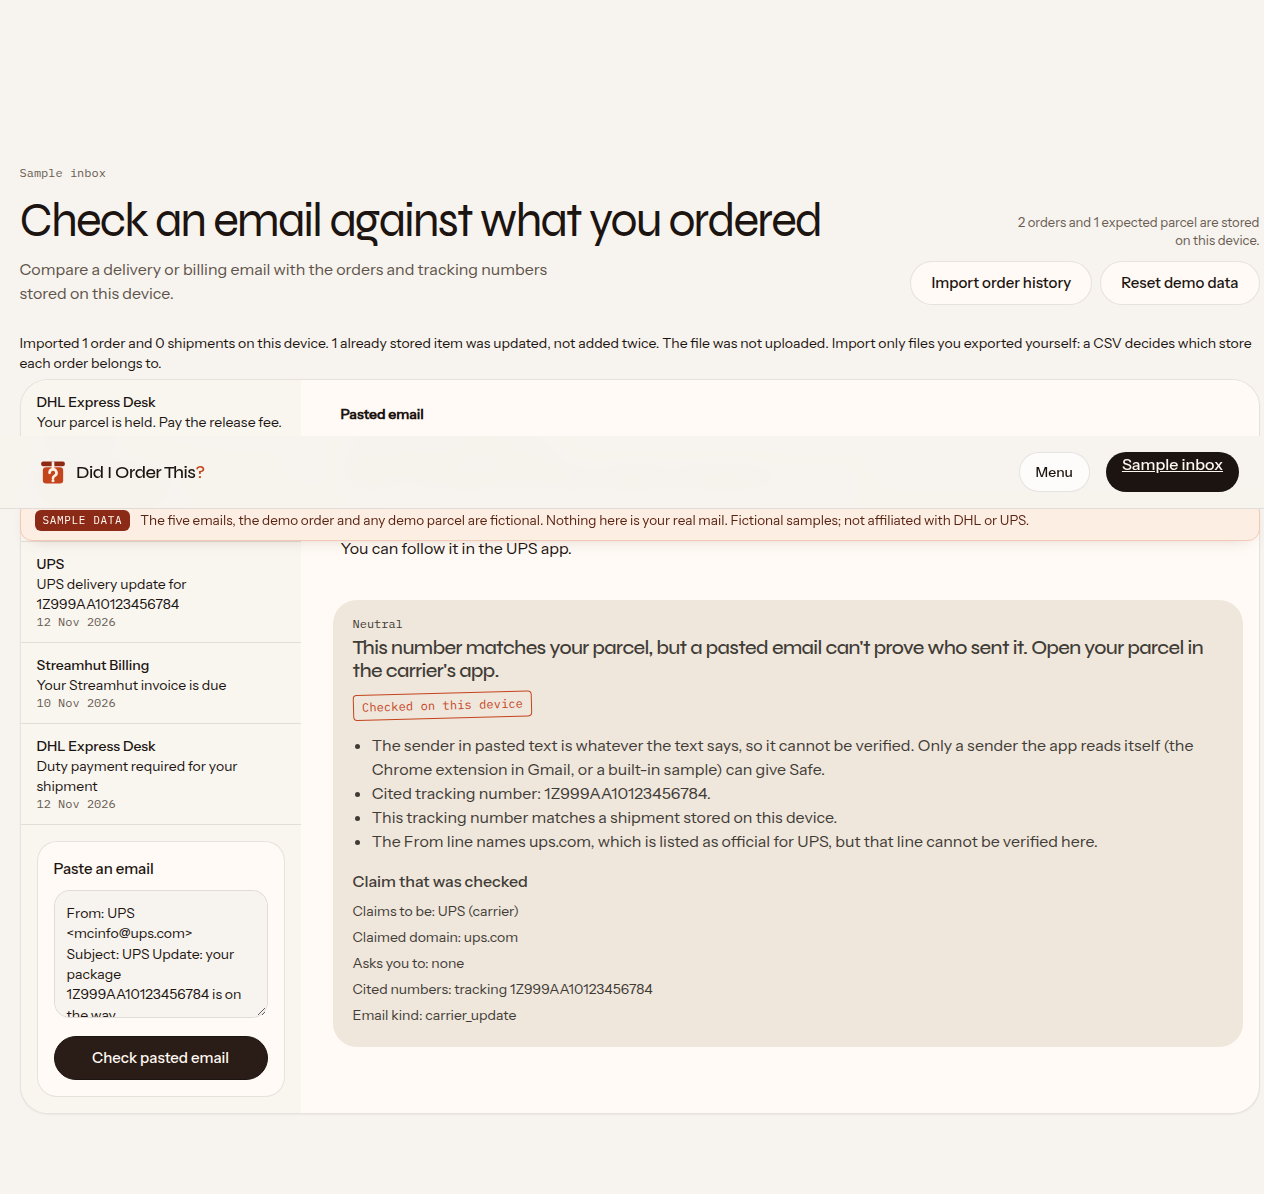 Sample inbox
Check an email against what you ordered
Compare a delivery or billing email with the orders and tracking numbers
stored on this device.
2 orders and 1 expected parcel are stored
on this device.
Import order history
Reset demo data
Imported 1 order and 0 shipments on this device. 1 already stored item was updated, not added twice. The file was not uploaded. Import only files you exported yourself: a CSV decides which store
each order belongs to.
DHL Express Desk
Your parcel is held. Pay the release fee.
Pasted email
Did I Order This?
Menu
Sample inbox
SAMPLE DATA
The five emails, the demo order and any demo parcel are fictional. Nothing here is your real mail. Fictional samples; not affiliated with DHL or UPS.
You can follow it in the UPS app.
UPS
UPS delivery update for
1Z999AA10123456784
12 Nov 2026
Streamhut Billing
Your Streamhut invoice is due
10 Nov 2026
DHL Express Desk
Duty payment required for your
shipment
12 Nov 2026
Paste an email
From: UPS
<mcinfo@ups.com>
Subject: UPS Update: your
package
1Z999AA10123456784 is on
the way
Check pasted email
Neutral
This number matches your parcel, but a pasted email can't prove who sent it. Open your parcel in
the carrier's app.
Checked on this device
• The sender in pasted text is whatever the text says, so it cannot be verified. Only a sender the app reads itself (the
Chrome extension in Gmail, or a built-in sample) can give Safe.
• Cited tracking number: 1Z999AA10123456784.
• This tracking number matches a shipment stored on this device.
• The From line names ups.com, which is listed as official for UPS, but that line cannot be verified here.
Claim that was checked
Claims to be: UPS (carrier)
Claimed domain: ups.com
Asks you to: none
Cited numbers: tracking 1Z999AA10123456784
Email kind: carrier_update